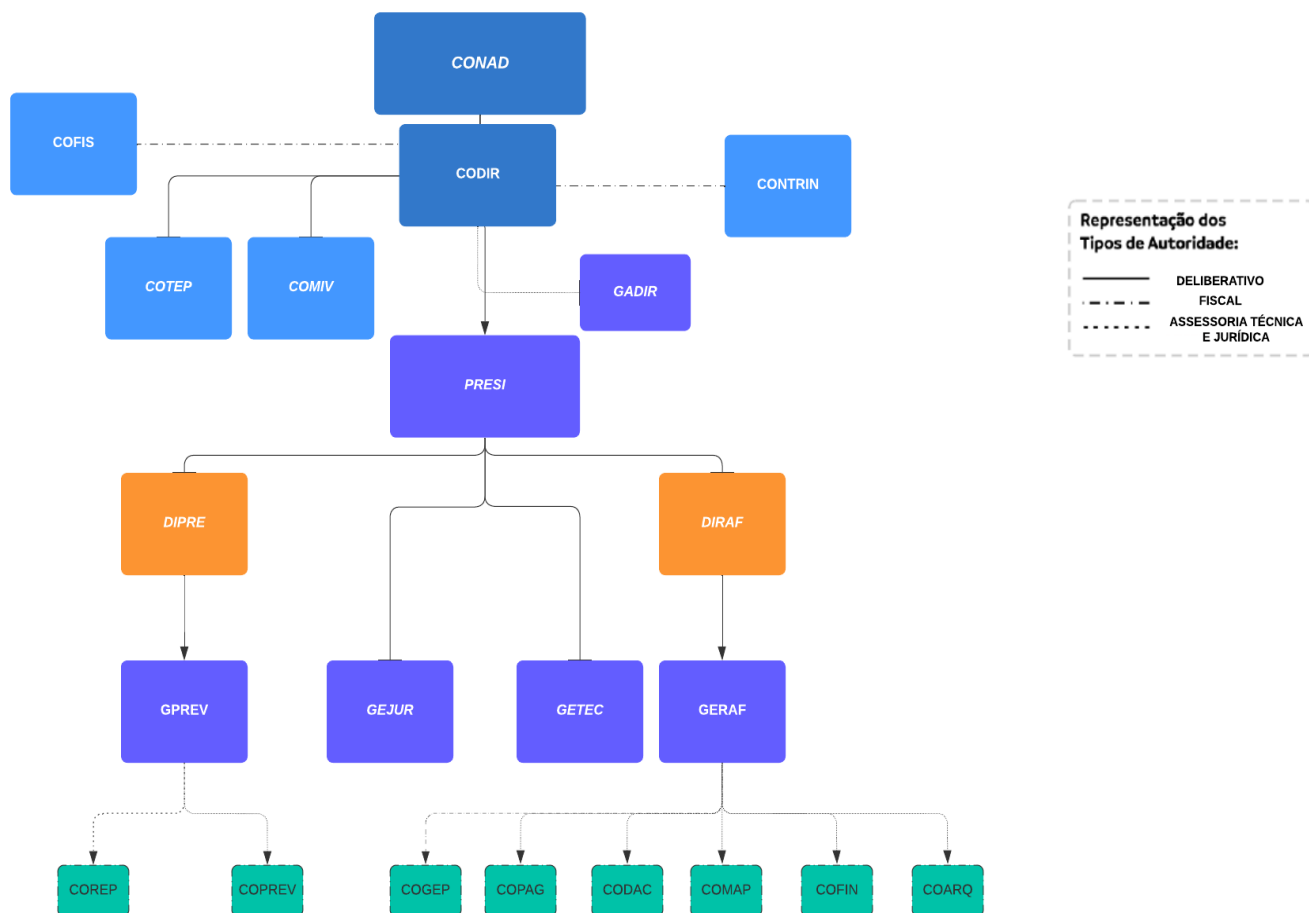 CONAD
COFIS
CODIR
CONTRIN
COTEP
COMIV
GADIR
Representação dos
Tipos de Autoridade:
DELIBERATIVO
FISCAL
ASSESSORIA TÉCNICA
E JURÍDICA
PRESI
DIPRE
DIRAF
GPREV
GEJUR
GETEC
GERAF
COREP
COPREV
COGEP
COPAG
CODAC
COMAP
COFIN
COARQ